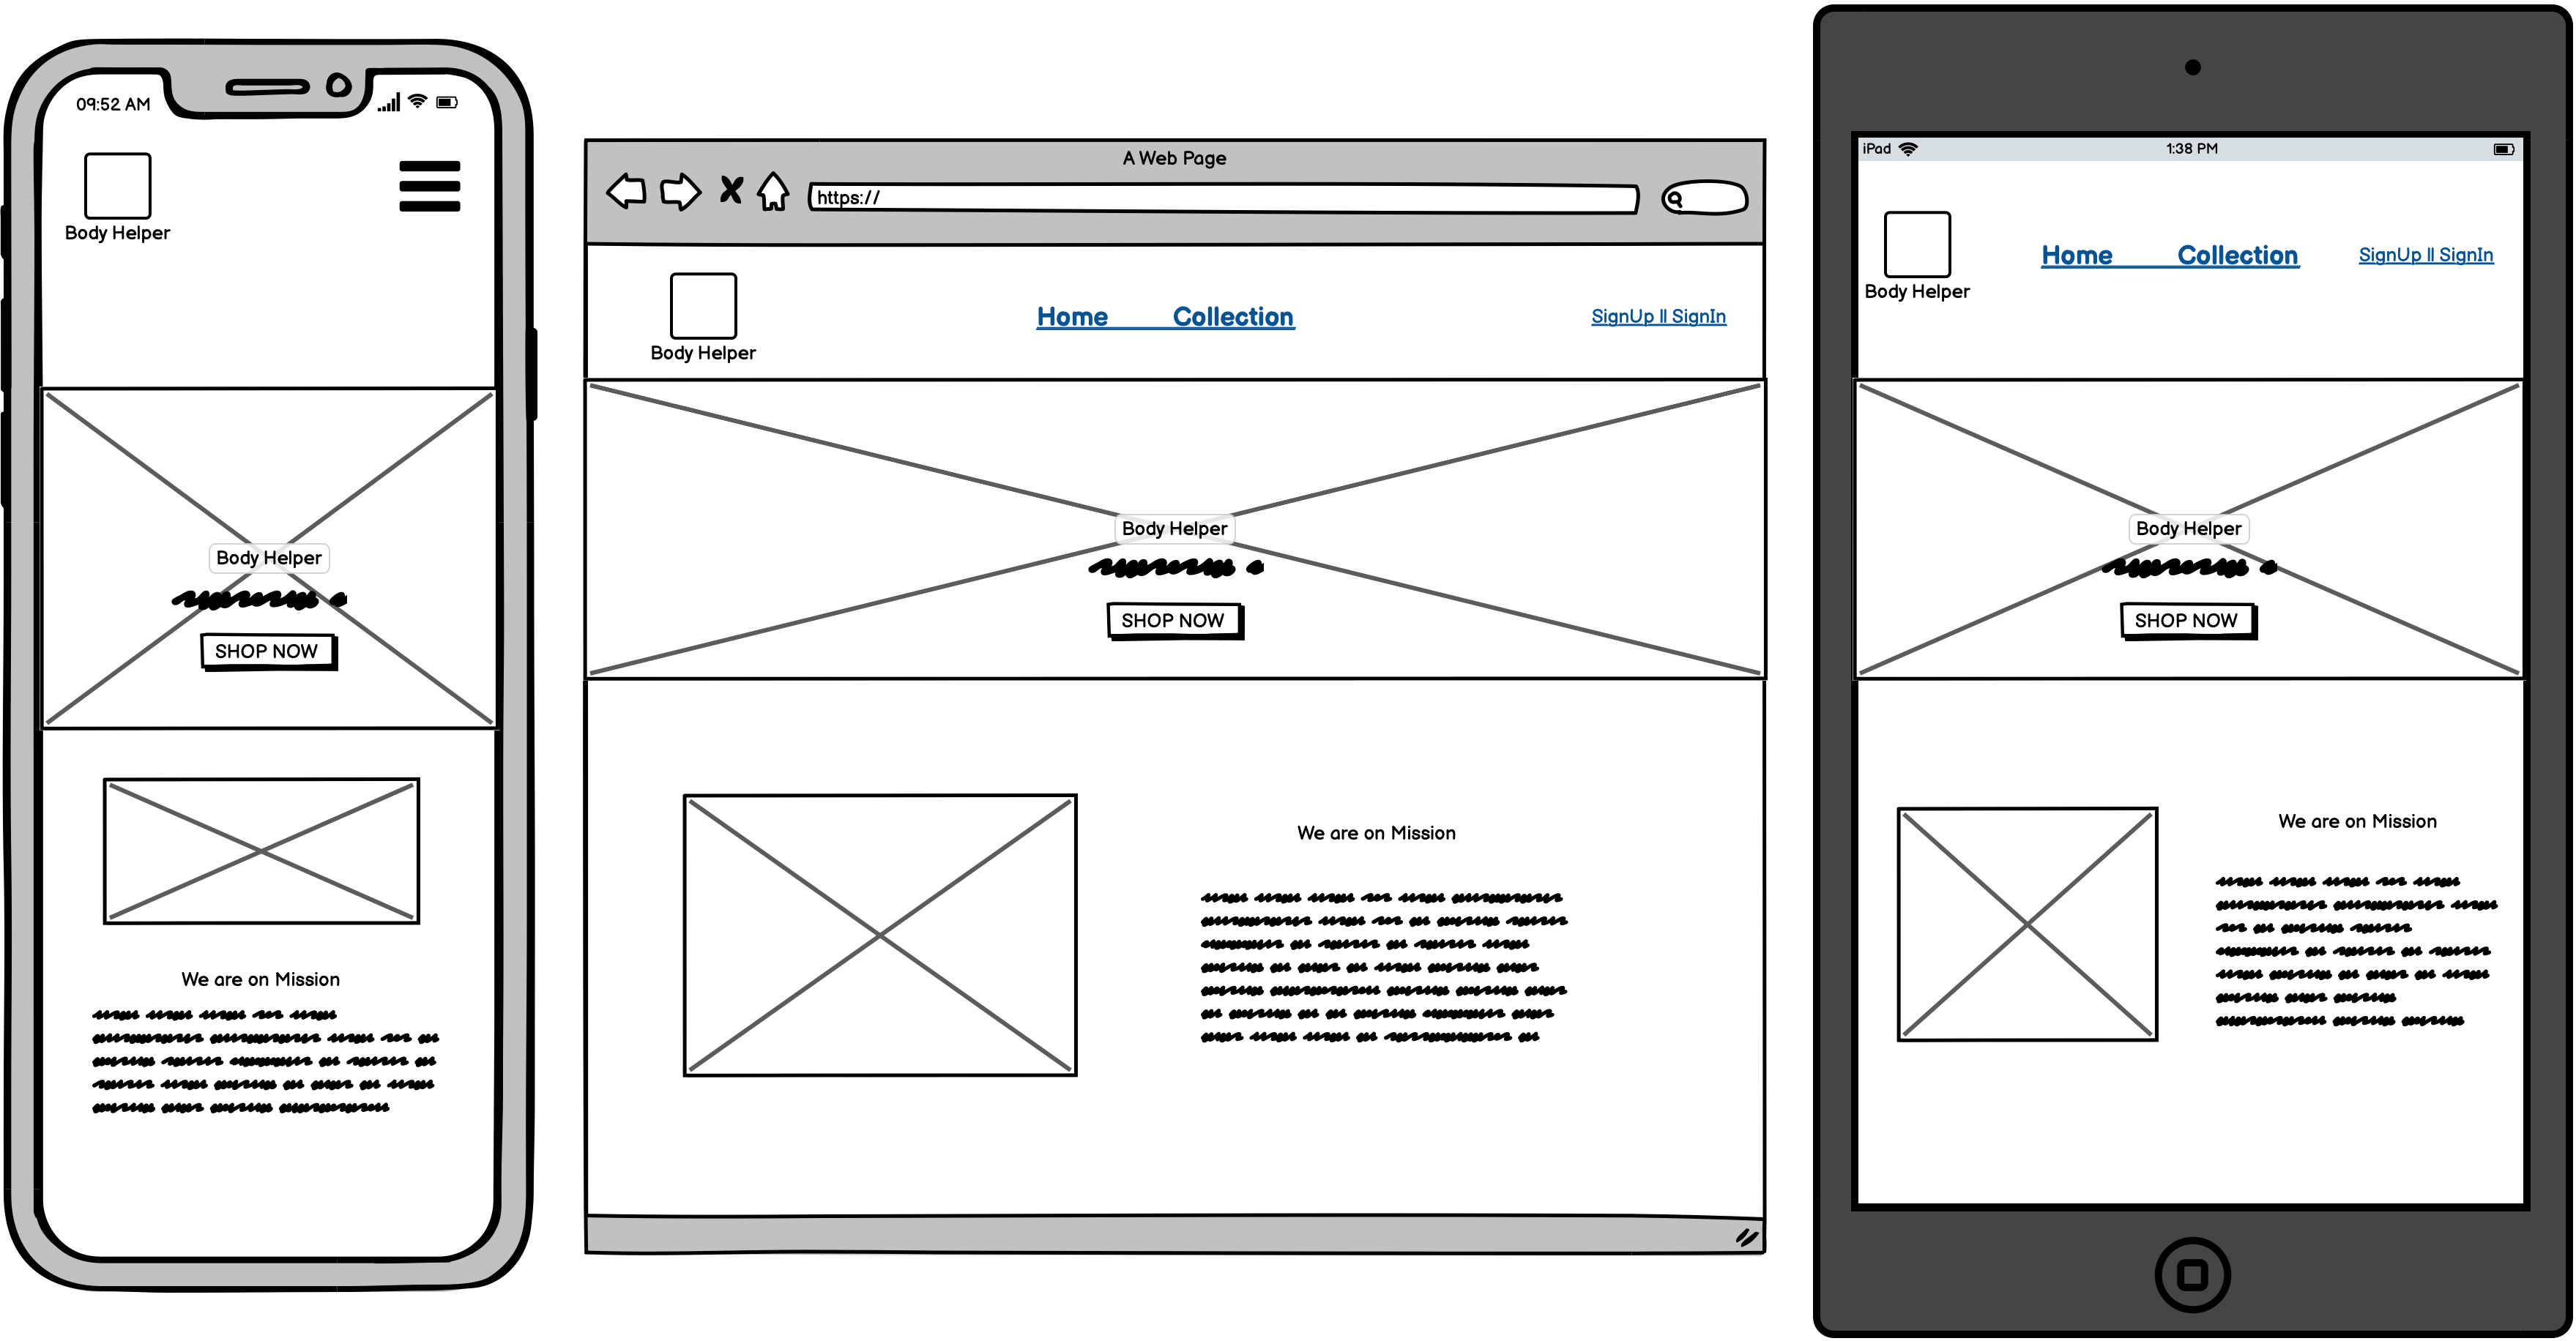 09:52 AM
Body Helper
Body Helper
SHOP NOW
We are on Mission
A Web Page
https://
Body Helper
Home Collection
SignUp || SignIn
Body Helper
SHOP NOW
We are on Mission
iPad
1:38 PM
Body Helper
Home Collection
SignUp || SignIn
Body Helper
SHOP NOW
We are on Mission